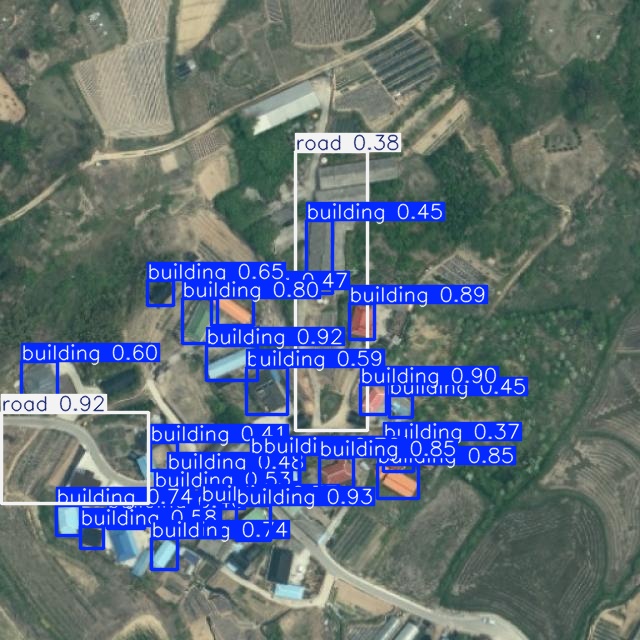 road 0.38
building 0.45
building 0.65
0.47
building 0.80
building 0.89
building 0.92
building 0.59
building 0.60
building 0.90
building 0.45
road 0.92
building 0.41
building 0.37
building 0.85
0.85
building 0.48
building 0.53
building 0.74
building 0.93
building 0.58
building 0.74